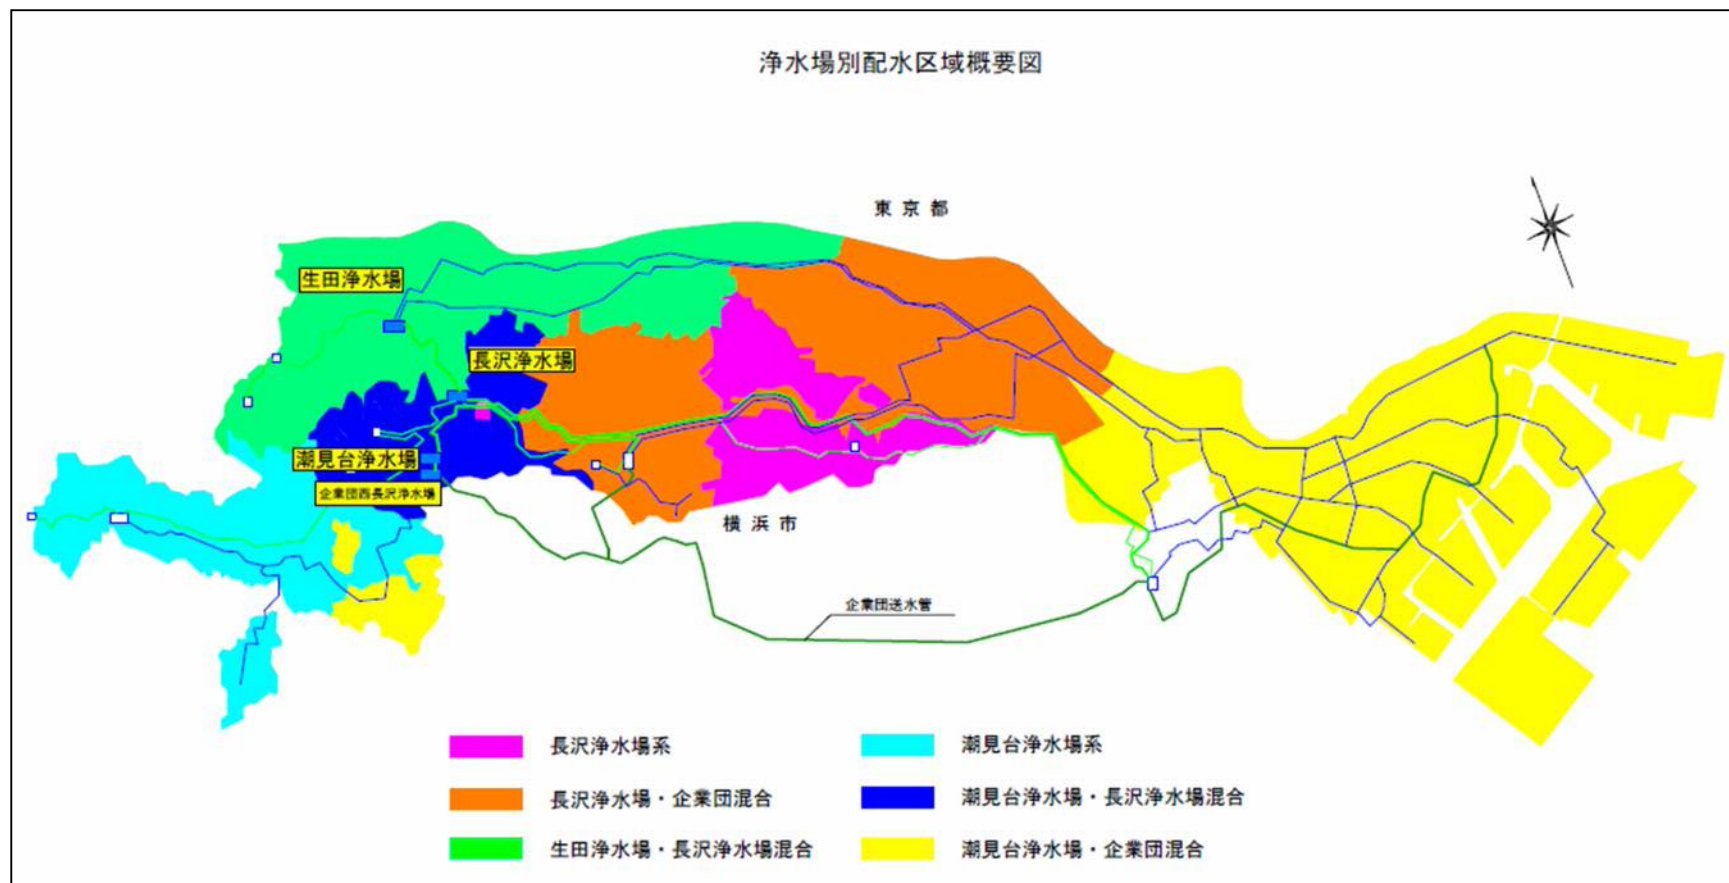 浄水場別配水区域概要図
東京都
生田浄水場
長沢浄水場
潮見台浄水場
企業団西長沢浄水場
横浜市
企業団送水管
長沢浄水場系
潮見台浄水場系
長沢浄水場・企業団混合
潮見台浄水場・長沢浄水場混合
生田浄水場・長沢浄水場混合
潮見台浄水場・企業団混合